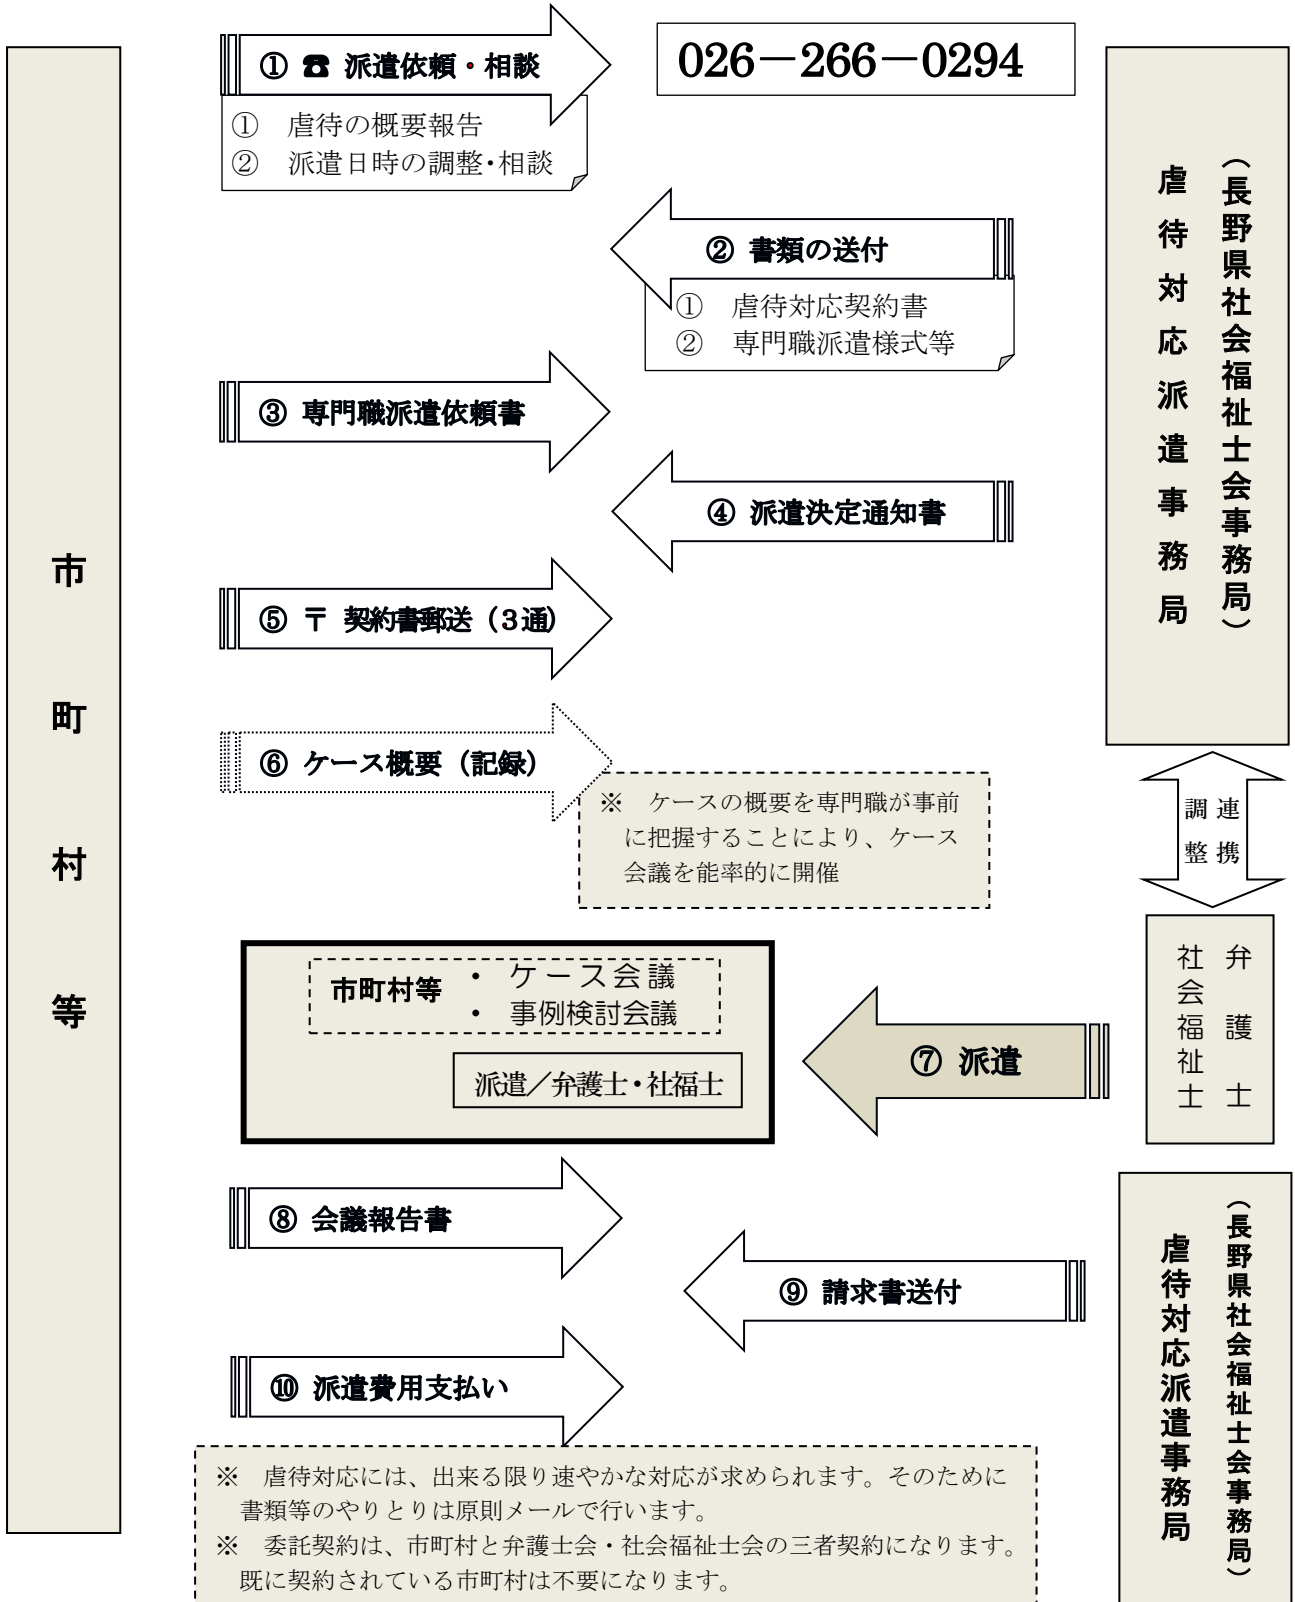 ① ☎ 派遣依頼・相談
026－266－0294
① 虐待の概要報告
② 派遣日時の調整・相談
② 書類の送付
① 虐待対応契約書
② 専門職派遣様式等
③ 専門職派遣依頼書
④ 派遣決定通知書
⑤ 〒 契約書郵送（３通）
⑥ ケース概要（記録）
※ ケースの概要を専門職が事前
に把握することにより、ケース
会議を能率的に開催
市町村等
（長野県社会福祉士会事務局）
虐待対応派遣事務局
連携
調整
弁護士
社会福祉士
市町村等
・ ケース会議
・ 事例検討会議
派遣／弁護士・社福士
⑦ 派遣
⑧ 会議報告書
⑨ 請求書送付
⑩ 派遣費用支払い
（長野県社会福祉士会事務局）
虐待対応派遣事務局
※ 虐待対応には、出来る限り速やかな対応が求められます。そのために
書類等のやりとりは原則メールで行います。
※ 委託契約は、市町村と弁護士会・社会福祉士会の三者契約になります。
既に契約されている市町村は不要になります。